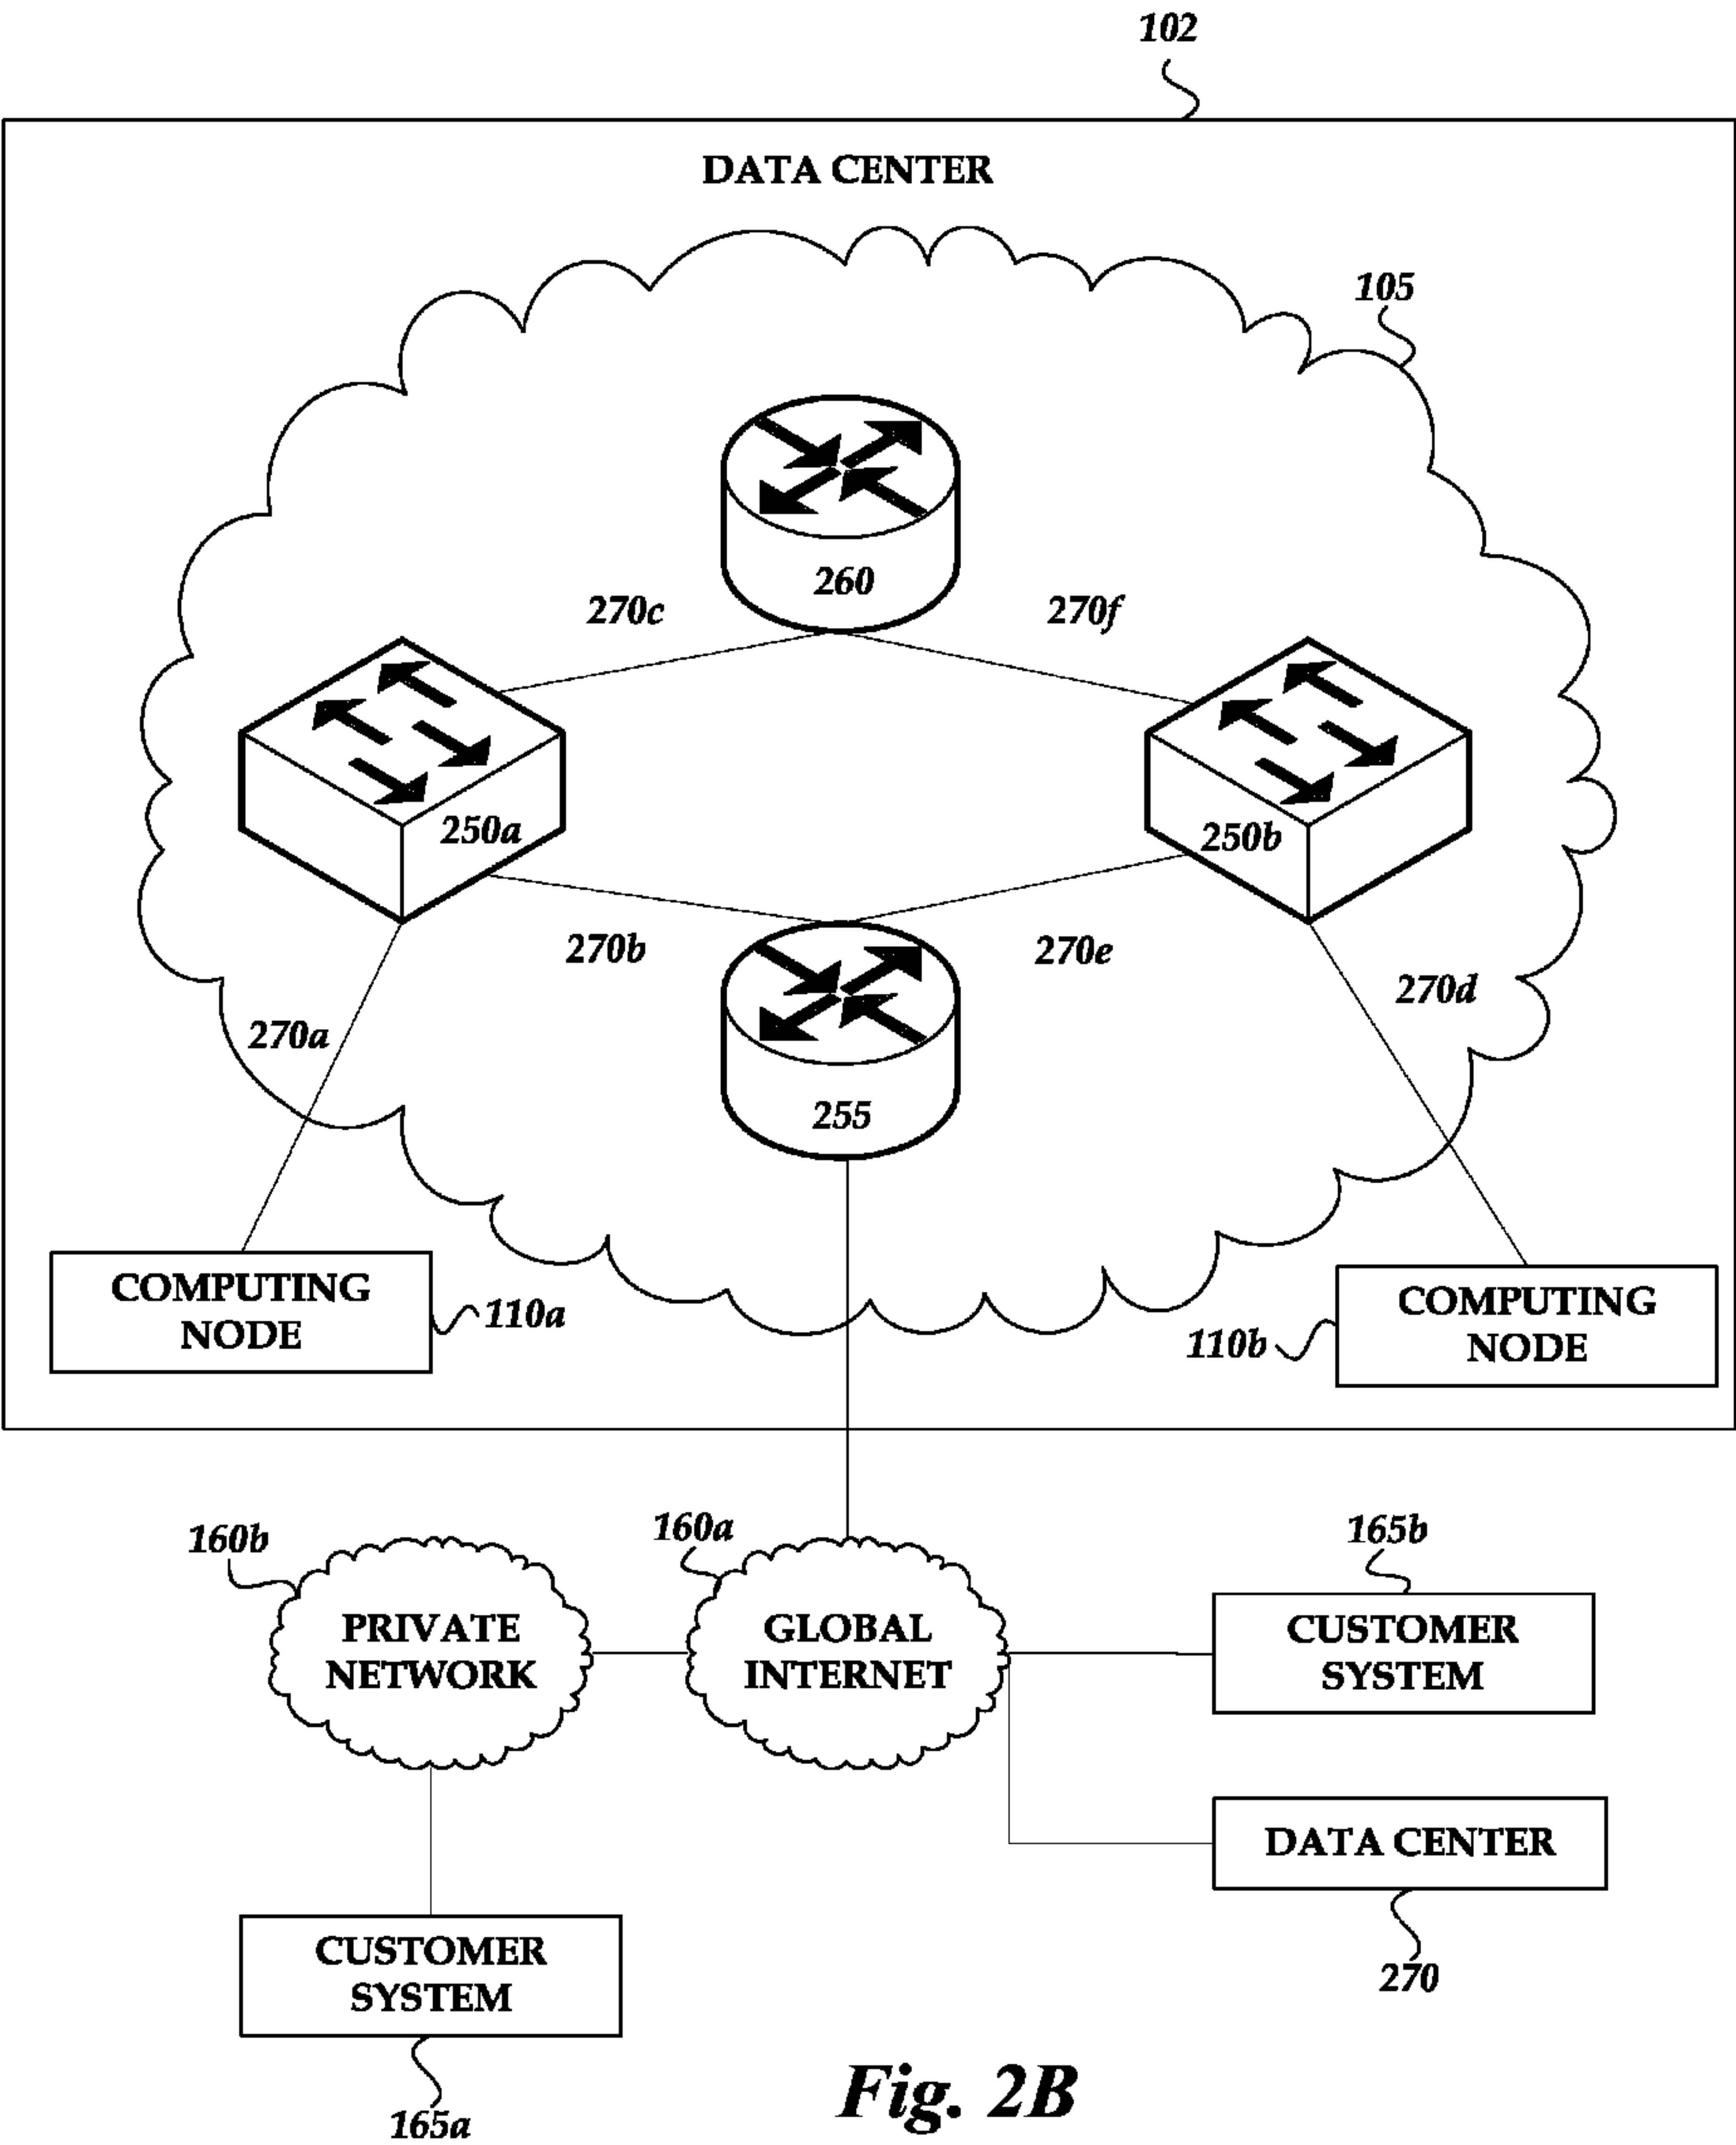 102
DATA CENTER
105
260
270c
270f
250a
250b
270b
270e
270d
270a
255
COMPUTING
NODE
110a
COMPUTING
NODE
110b
160b
160a
165b
PRIVATE
NETWORK
GLOBAL
INTERNET
CUSTOMER
SYSTEM
DATA CENTER
270
CUSTOMER
SYSTEM
165a
Fig. 2B